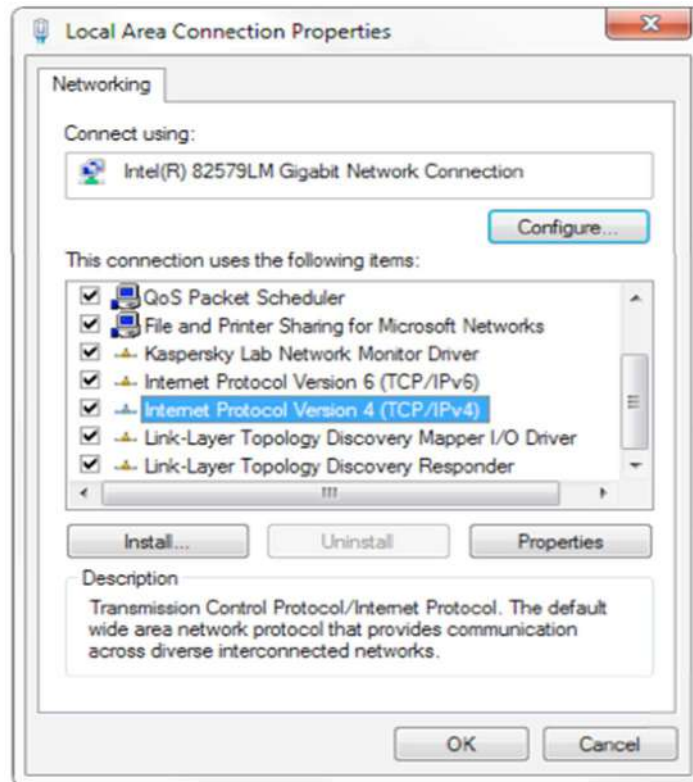 Local Area Connection Properties
Networking
Connect using:
Intel(R) 82579LM Gigabit Network Connection
Configure...
This connection uses the following items:
QoS Packet Scheduler
File and Printer Sharing for Microsoft Networks
Kaspersky Lab Network Monitor Driver
Internet Protocol Version 6 (TCP/IPv6)
Internet Protocol Version 4 (TCP/IPv4)
Link-Layer Topology Discovery Mapper I/O Driver
Link-Layer Topology Discovery Responder
Install... Uninstall Properties
Description
Transmission Control Protocol/Internet Protocol. The default
wide area network protocol that provides communication
across diverse interconnected networks.
OK Cancel